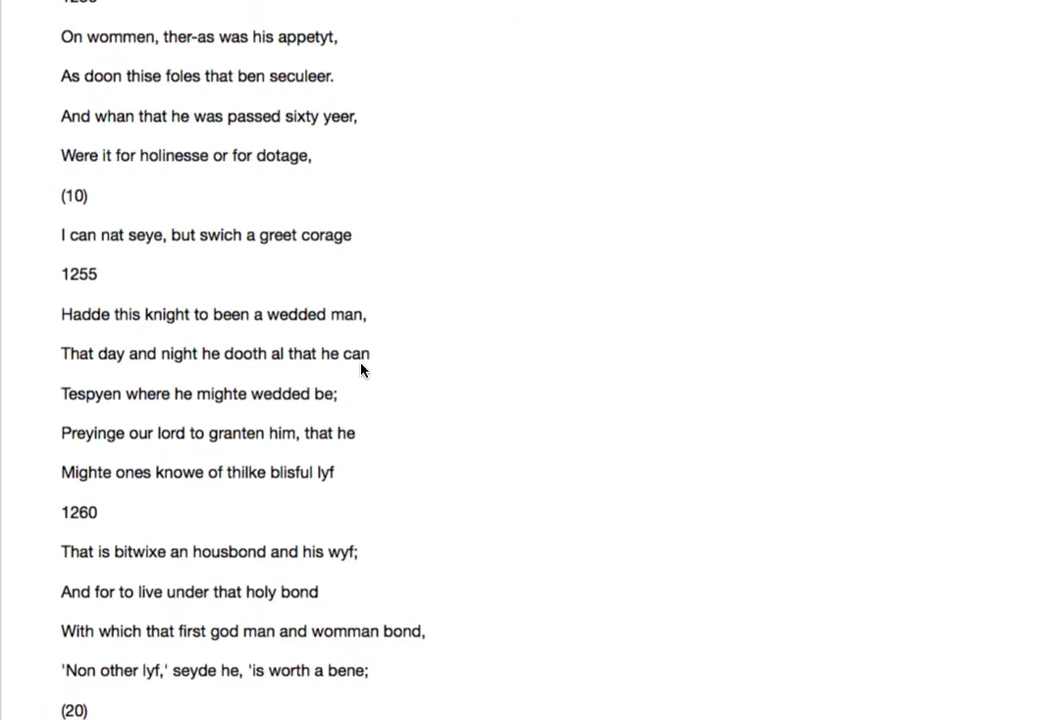 1250
On wommen, ther-as was his appetyt,
As doon thise foles that ben seculeer.
And whan that he was passed sixty yeer,
Were it for holinesse or for dotage,
(10)
I can nat seye, but swich a greet corage
1255
Hadde this knight to been a wedded man,
That day and night he dooth al that he can
Tespyen where he mighte wedded be;
Preyinge our lord to granten him, that he
Mighte ones knowe of thilke blisful lyf
1260
That is bitwixe an housbond and his wyf;
And for to live under that holy bond
With which that first god man and womman bond,
'Non other lyf,' seyde he, 'is worth a bene;
(20)